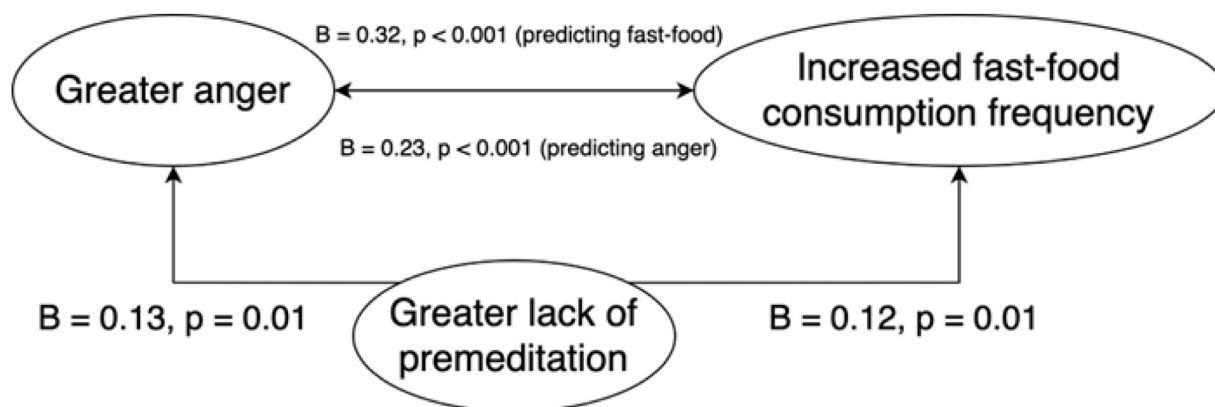 B = 0.32, p < 0.001 (predicting fast-food)
Greater anger
Increased fast-food
consumption frequency
B = 0.23, p < 0.001 (predicting anger)
B = 0.13, p = 0.01
Greater lack of
premeditation
B = 0.12, p = 0.01